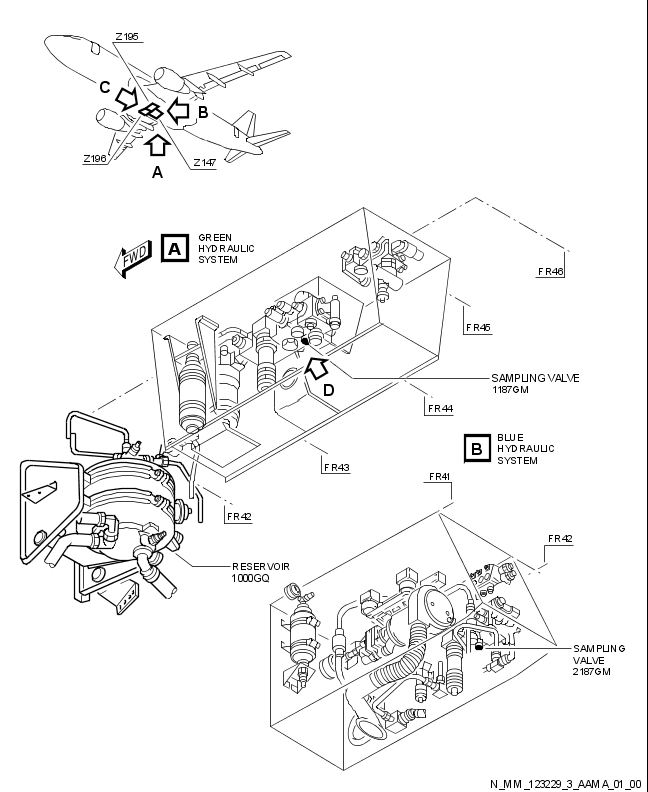 Z195
C
B
Z196
Z147
A
FWD
A
GREEN
HYDRAULIC
SYSTEM
FR46
FR45
SAMPLING VALVE
1187GM
D
FR44
B
BLUE
HYDRAULIC
SYSTEM
FR43
FR41
FR42
FR42
RESERVOIR
1000GQ
SAMPLING
VALVE
2187GM
N_MM_123229_3_AAMA_01_00